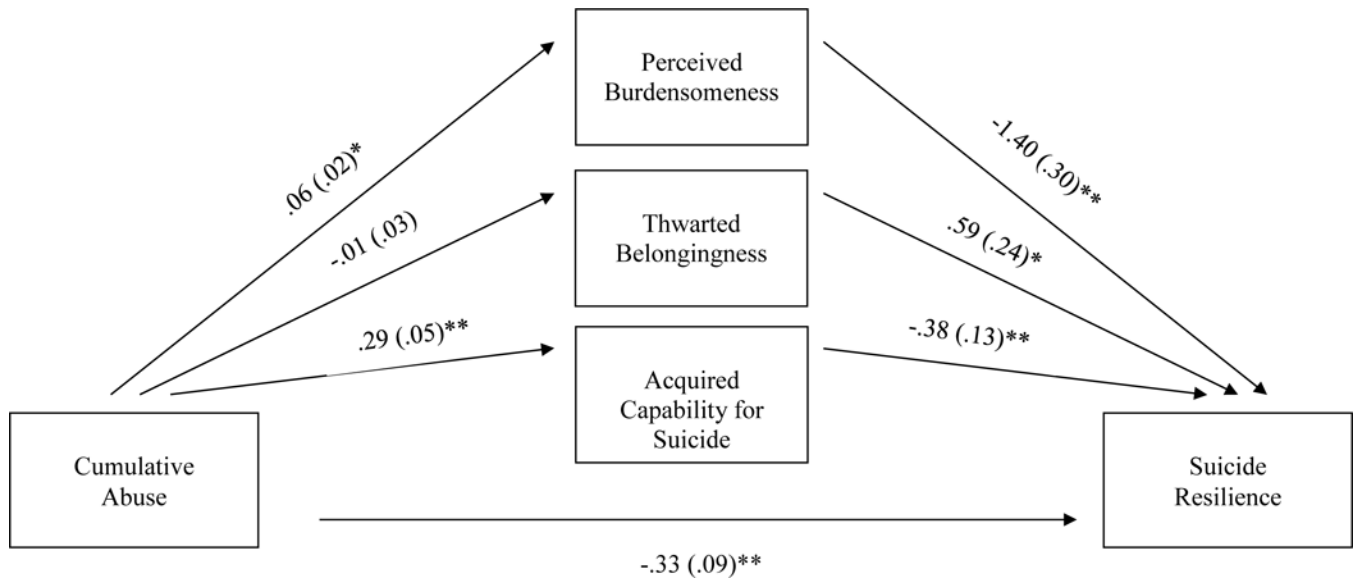 Perceived
Burdensomeness
.06 (.02)*
-1.40 (.30)**
Thwarted
Belongingness
-.01 (.03)
.59 (.24)*
.29 (.05)**
-.38 (.13)**
Acquired
Capability for
Suicide
Cumulative
Abuse
Suicide
Resilience
-.33 (.09)**